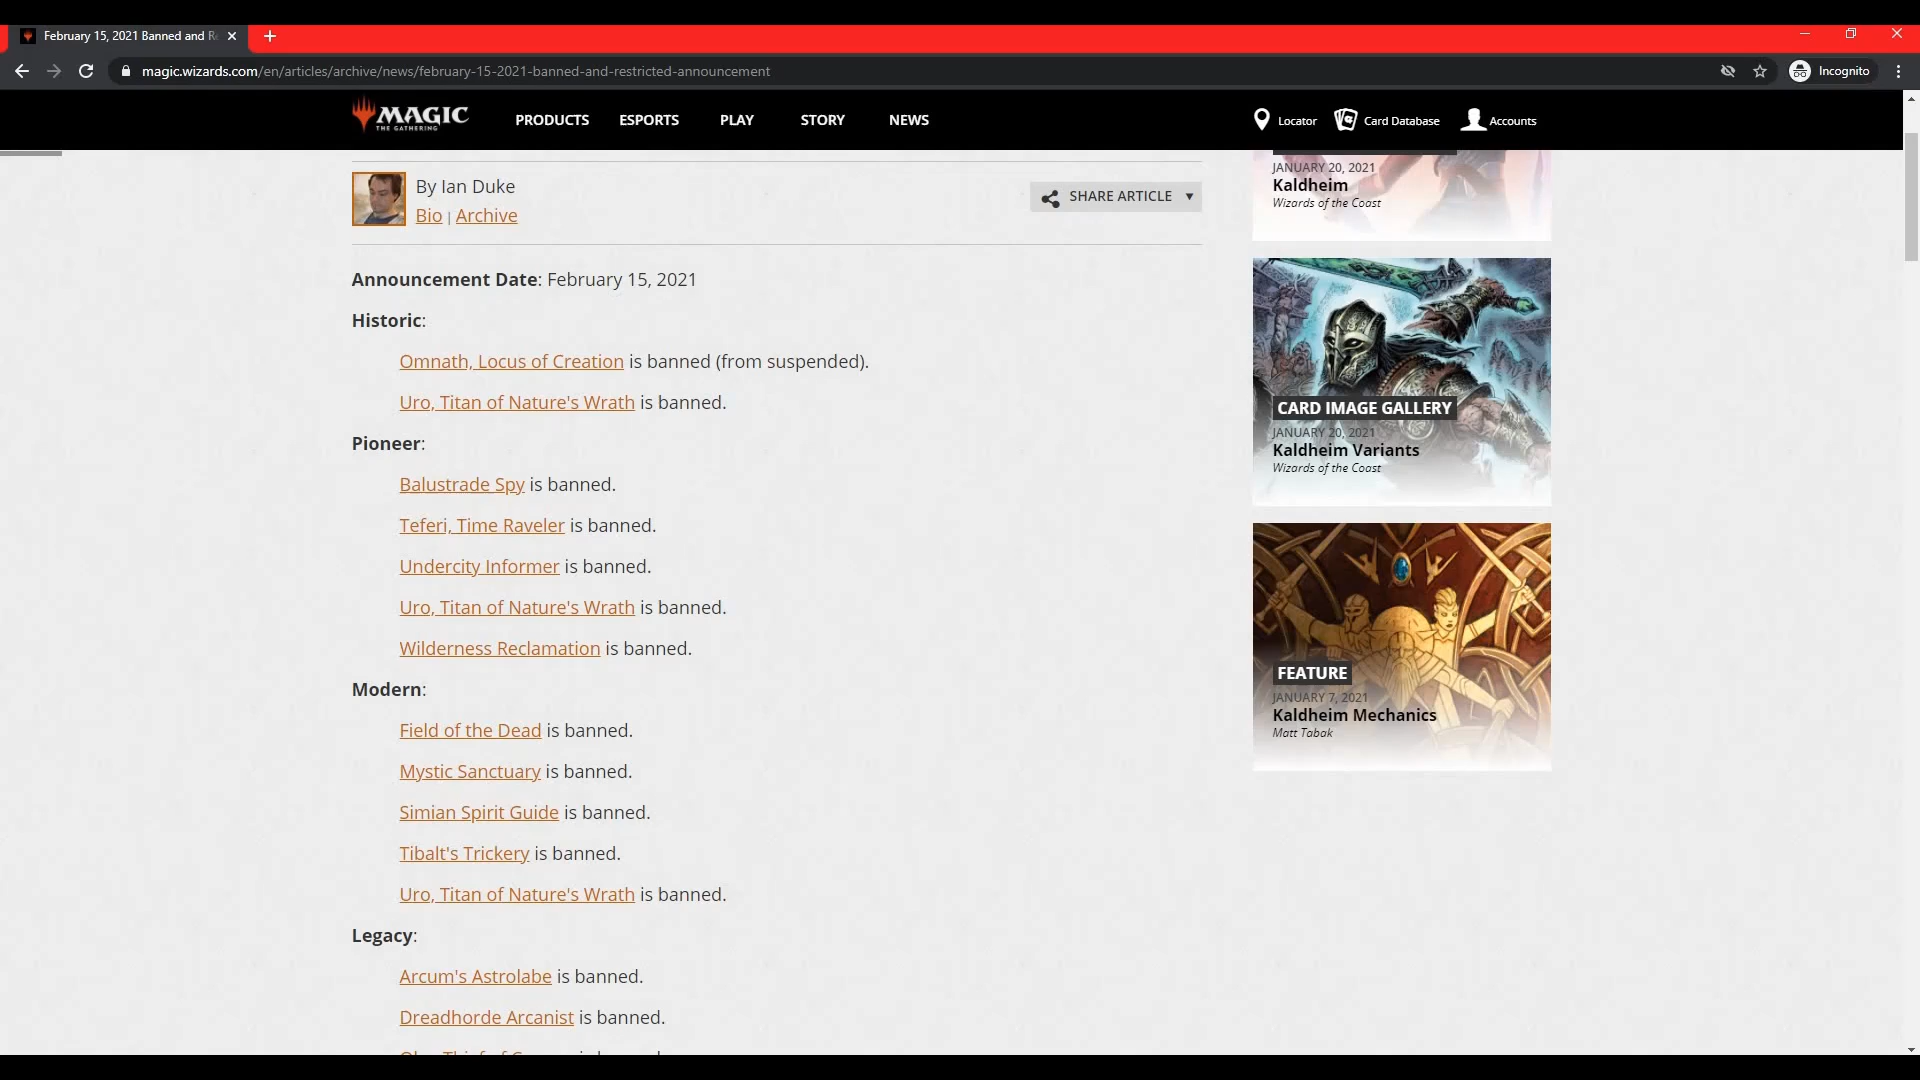 February 15, 2021 Banned and R
magic.wizards.com/en/articles/archive/news/february-15-2021-banned-and-restricted-announcement
Incognito
MAGIC
THE GATHERING
PRODUCTS
ESPORTS
PLAY
STORY
NEWS
Locator
Card Database
Accounts
By Ian Duke
Bio | Archive
SHARE ARTICLE
Announcement Date: February 15, 2021
Historic:
Omnath, Locus of Creation is banned (from suspended).
Uro, Titan of Nature's Wrath is banned.
Pioneer:
Balustrade Spy is banned.
Teferi, Time Raveler is banned.
Undercity Informer is banned.
Uro, Titan of Nature's Wrath is banned.
Wilderness Reclamation is banned.
Modern:
Field of the Dead is banned.
Mystic Sanctuary is banned.
Simian Spirit Guide is banned.
Tibalt's Trickery is banned.
Uro, Titan of Nature's Wrath is banned.
Legacy:
Arcum's Astrolabe is banned.
Dreadhorde Arcanist is banned.
JANUARY 20, 2021
Kaldheim
Wizards of the Coast
CARD IMAGE GALLERY
JANUARY 20, 2021
Kaldheim Variants
Wizards of the Coast
FEATURE
JANUARY 7, 2021
Kaldheim Mechanics
Matt Tabak